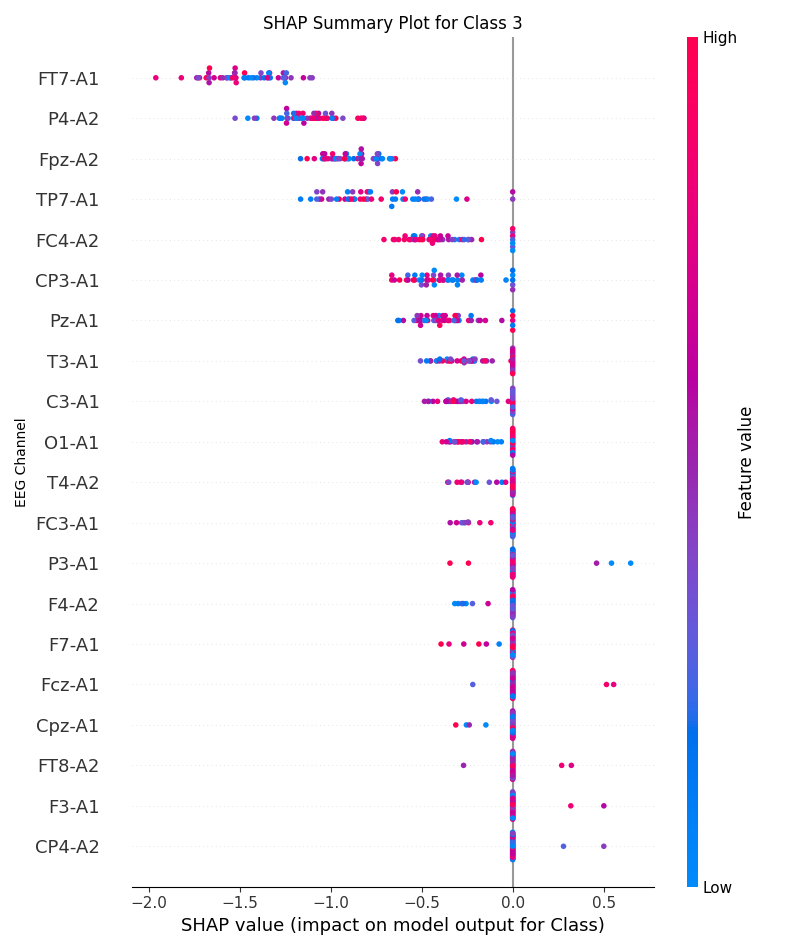 SHAP Summary Plot for Class 3
High
FT7-A1
P4-A2
Fpz-A2
TP7-A1
FC4-A2
CP3-A1
Pz-A1
T3-A1
C3-A1
O1-A1
T4-A2
FC3-A1
P3-A1
F4-A2
F7-A1
Fcz-A1
Cpz-A1
FT8-A2
F3-A1
CP4-A2
EEG Channel
Feature value
Low
−2.0 −1.5 −1.0 −0.5 0.0 0.5
SHAP value (impact on model output for Class)